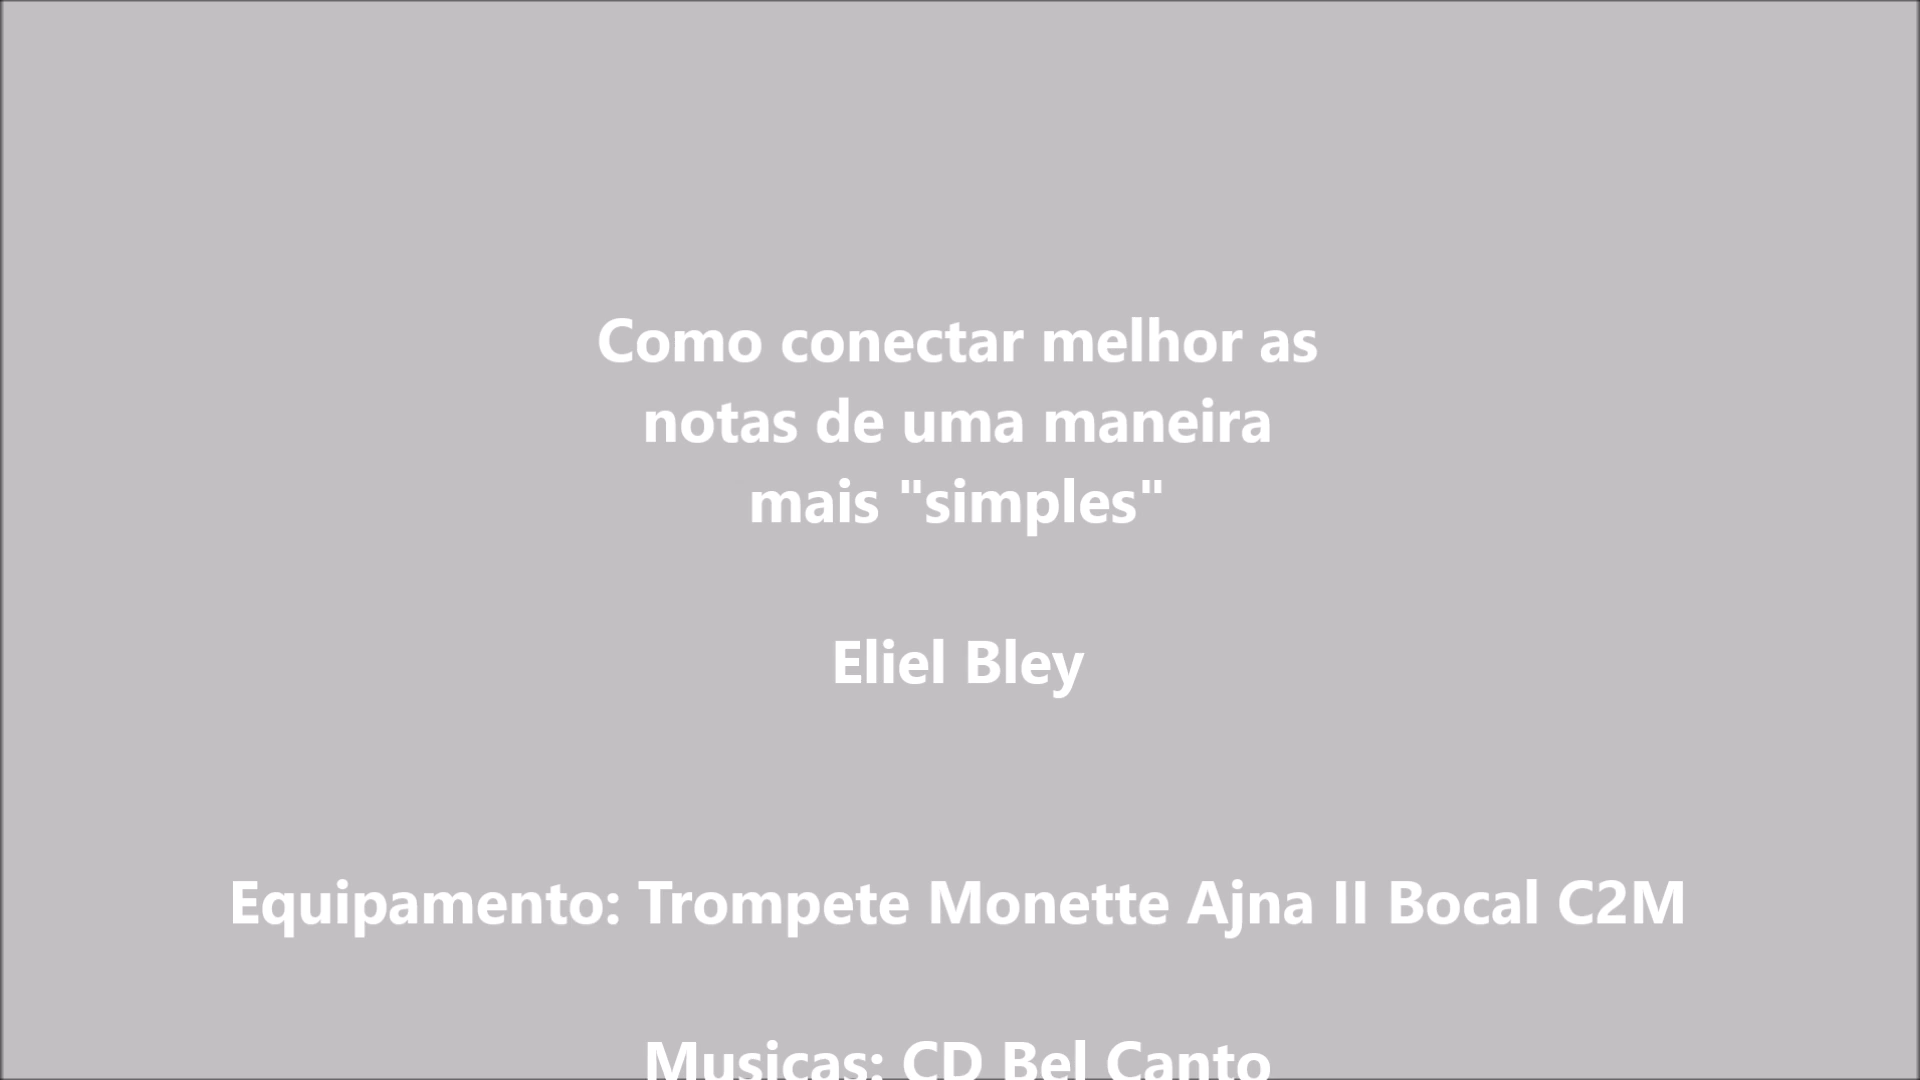 Como conectar melhor as
notas de uma maneira
mais "simples"
Eliel Bley
Equipamento: Trompete Monette Ajna II Bocal C2M
Musicas: CD Bel Canto